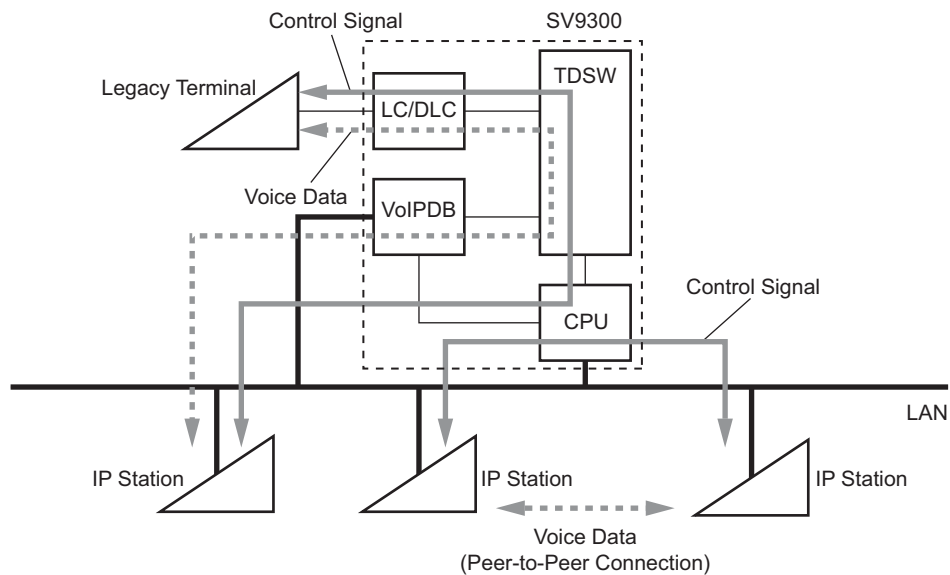 Control Signal
SV9300
TDSW
Legacy Terminal
LC/DLC
Voice Data
VoIPDB
Control Signal
CPU
LAN
IP Station
IP Station
IP Station
Voice Data
(Peer-to-Peer Connection)